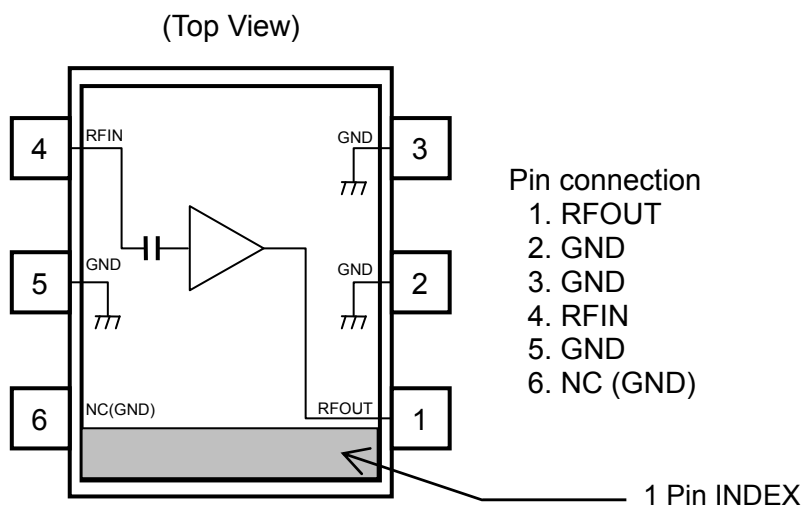 (Top View)
4
RFIN
GND
3
5
GND
GND
2
6
NC(GND)
RFOUT
1
Pin connection
1. RFOUT
2. GND
3. GND
4. RFIN
5. GND
6. NC (GND)
1 Pin INDEX